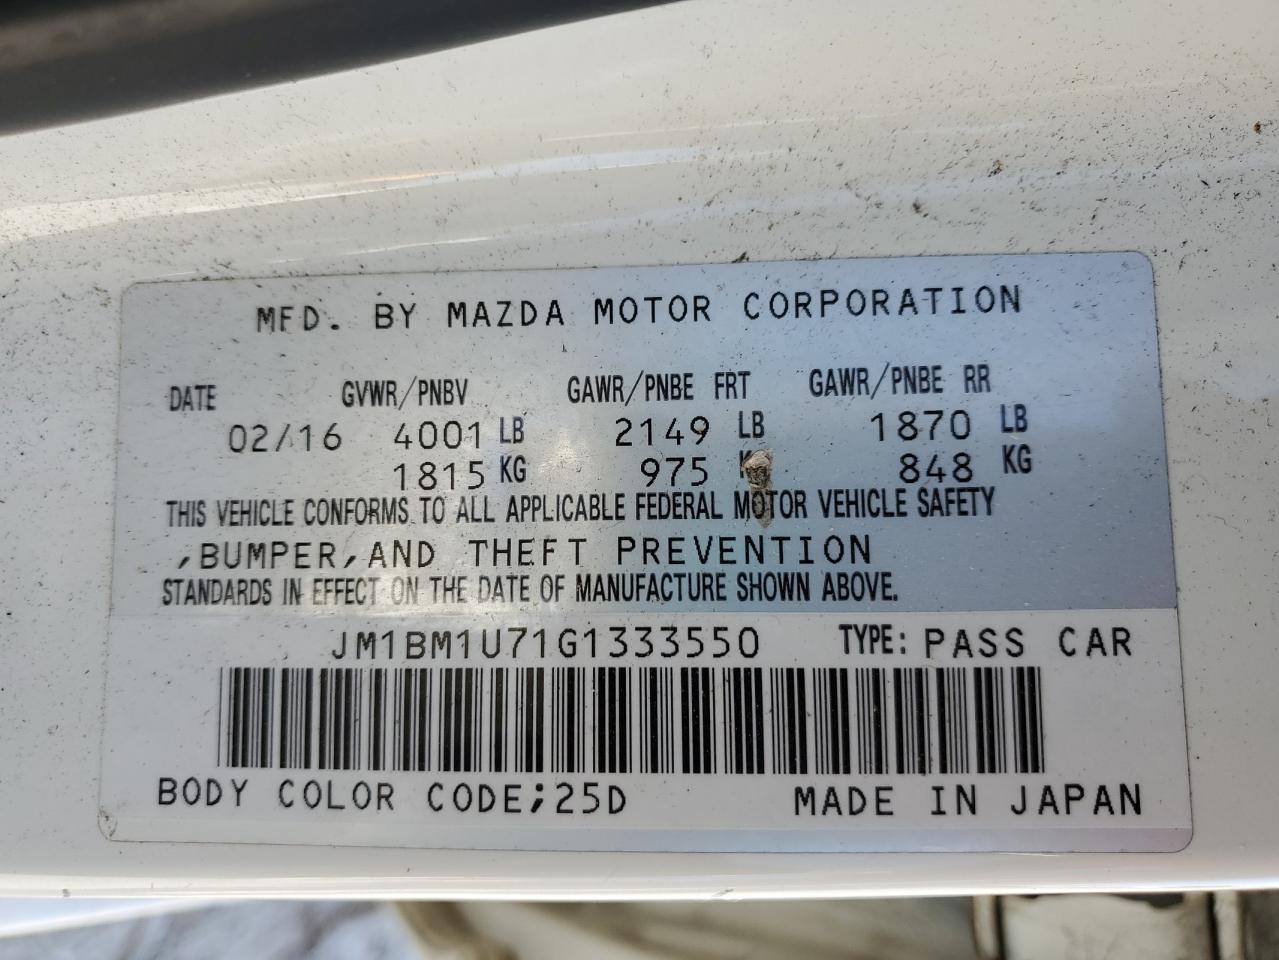 MFD. BY MAZDA MOTOR CORPORATION
DATE GVWR/PNBV GAWR/PNBE FRT GAWR/PNBE RR
02/16 4001 LB 2149 LB 1870 LB
1815 KG 975 KG 848 KG
THIS VEHICLE CONFORMS TO ALL APPLICABLE FEDERAL MOTOR VEHICLE SAFETY
,BUMPER,AND THEFT PREVENTION
STANDARDS IN EFFECT ON THE DATE OF MANUFACTURE SHOWN ABOVE.
JM1BM1U71G1333550 TYPE: PASS CAR
BODY COLOR CODE;25D MADE IN JAPAN